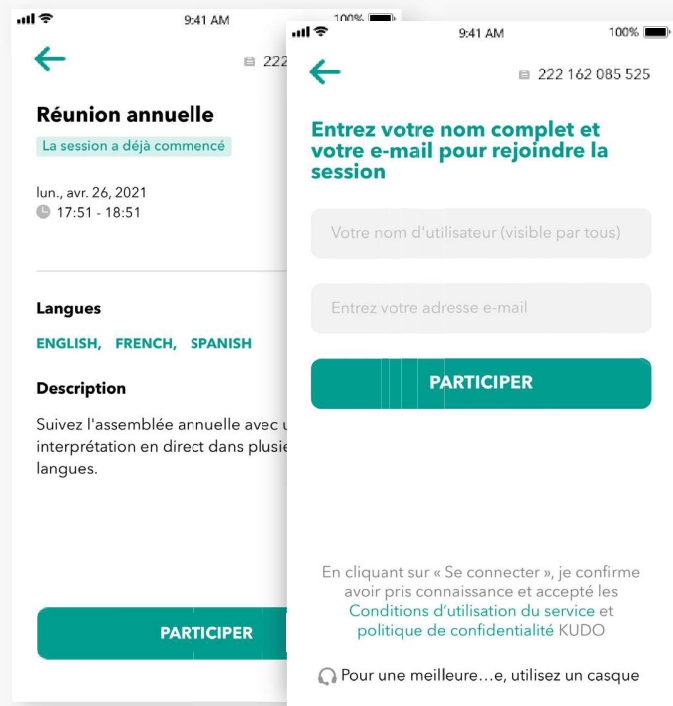 9:41 AM
100%
222
Réunion annuelle
La session a déjà commencé
lun., avr. 26, 2021
17:51 - 18:51
Langues
ENGLISH, FRENCH, SPANISH
Description
Suivez l'assemblée annuelle avec
interprétation en direct dans
langues.
PARTICIPER
9:41 AM
100%
222 162 085 525
Entrez votre nom complet et
votre e-mail pour rejoindre la
session
Votre nom d'utilisateur (visible par tous)
Entrez votre adresse e-mail
PARTICIPER
En cliquant sur « Se connecter », je confirme
avoir pris connaissance et accepté les
Conditions d'utilisation du service et
politique de confidentialité KUDO
Pour une meilleure...e, utilisez un casque